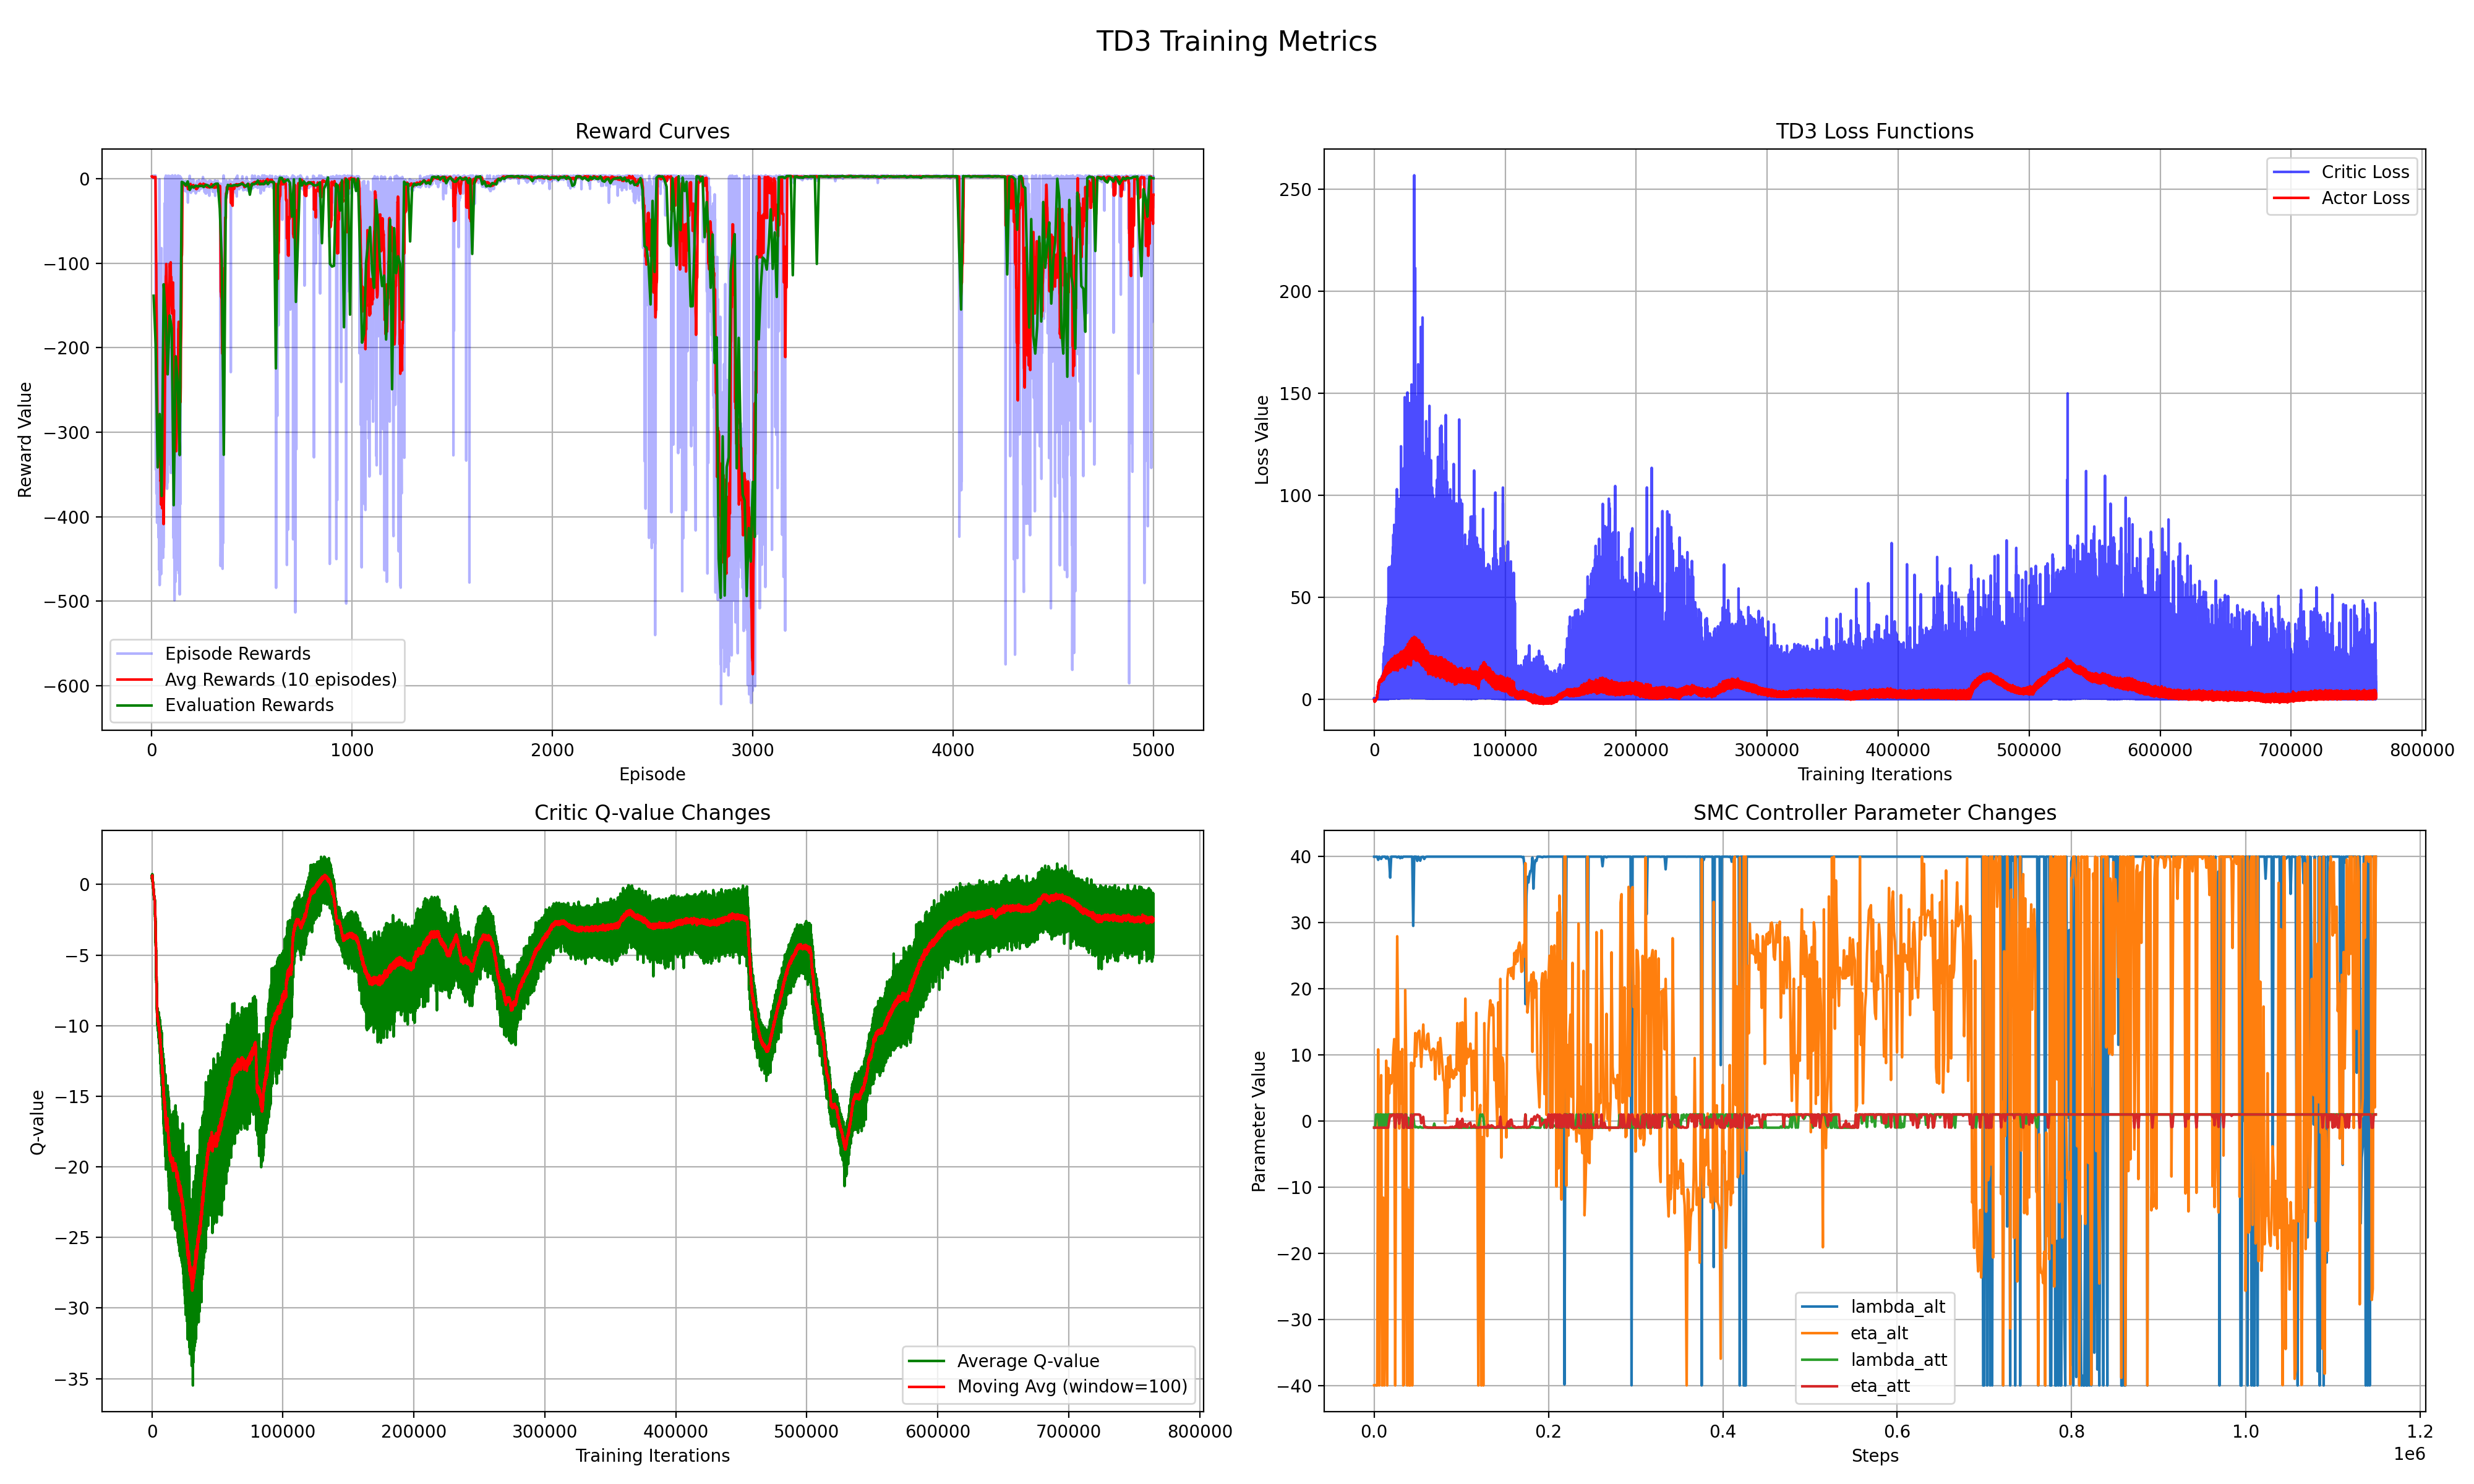 TD3 Training Metrics
Reward Curves
Reward Value
0
−100
−200
−300
−400
−500
−600
Episode Rewards
Avg Rewards (10 episodes)
Evaluation Rewards
0 1000 2000 3000 4000 5000
Episode
TD3 Loss Functions
Loss Value
250
200
150
100
50
0
Critic Loss
Actor Loss
0 100000 200000 300000 400000 500000 600000 700000 800000
Training Iterations
Critic Q-value Changes
Q-value
0
−5
−10
−15
−20
−25
−30
−35
Average Q-value
Moving Avg (window=100)
0 100000 200000 300000 400000 500000 600000 700000 800000
Training Iterations
SMC Controller Parameter Changes
Parameter Value
40
30
20
10
0
−10
−20
−30
−40
lambda_alt
eta_alt
lambda_att
eta_att
0.0 0.2 0.4 0.6 0.8 1.0 1.2
1e6
Steps